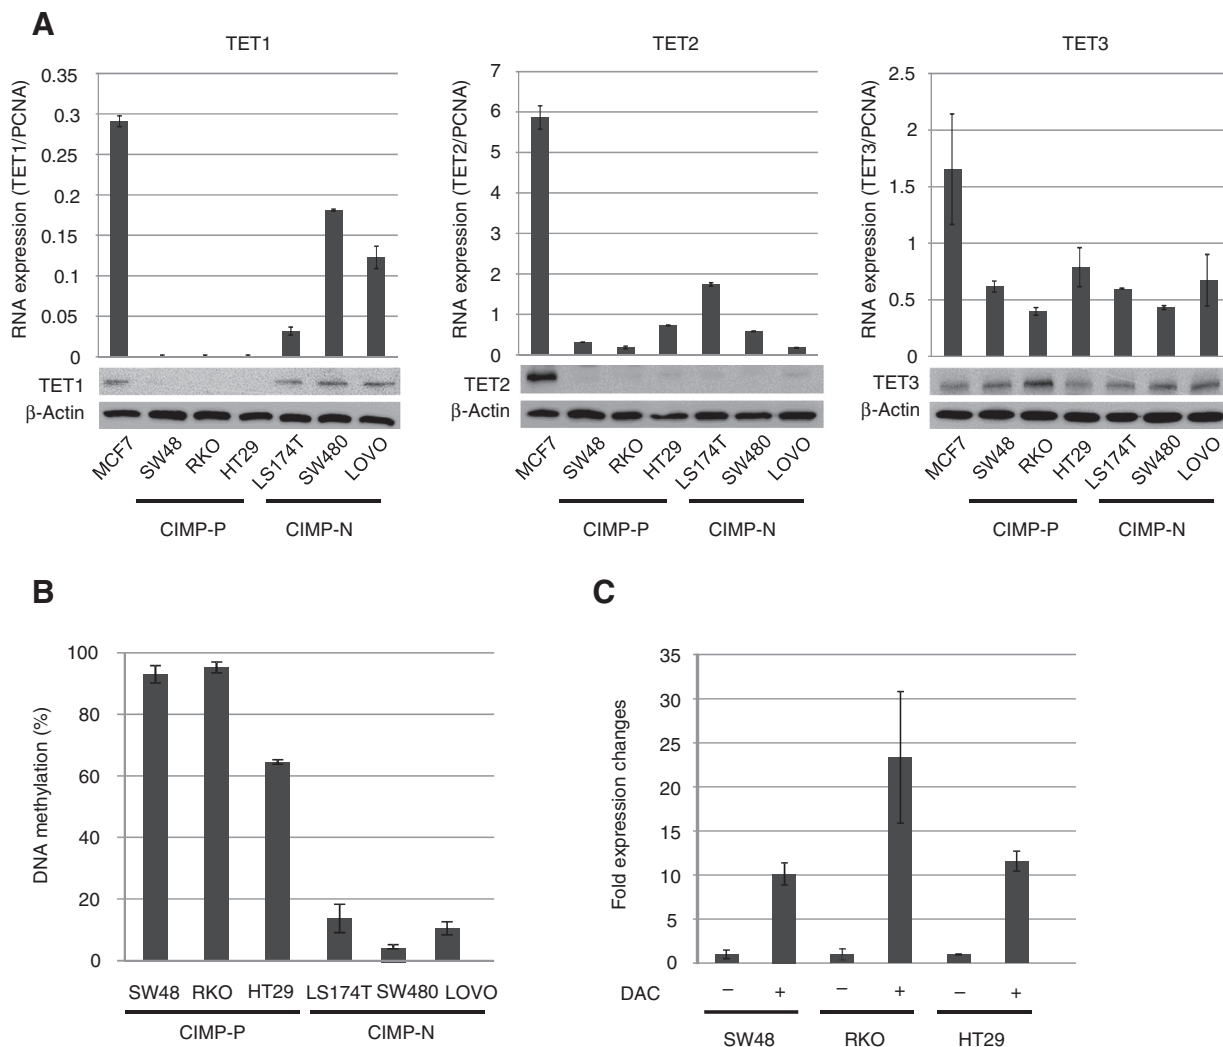 A
TET1
RNA expression (TET1/PCNA)
0.35
0.3
0.25
0.2
0.15
0.1
0.05
0
TET1
β-Actin
MCF7
SW48
RKO
HT29
LS174T
SW480
LOVO
CIMP-P
CIMP-N
TET2
RNA expression (TET2/PCNA)
7
6
5
4
3
2
1
0
TET2
β-Actin
MCF7
SW48
RKO
HT29
LS174T
SW480
LOVO
CIMP-P
CIMP-N
TET3
RNA expression (TET3/PCNA)
2.5
2
1.5
1
0.5
0
TET3
β-Actin
MCF7
SW48
RKO
HT29
LS174T
SW480
LOVO
CIMP-P
CIMP-N
B
DNA methylation (%)
100
80
60
40
20
0
SW48 RKO HT29 LS174T SW480 LOVO
CIMP-P CIMP-N
C
Fold expression changes
35
30
25
20
15
10
5
0
DAC − + − + − +
SW48 RKO HT29